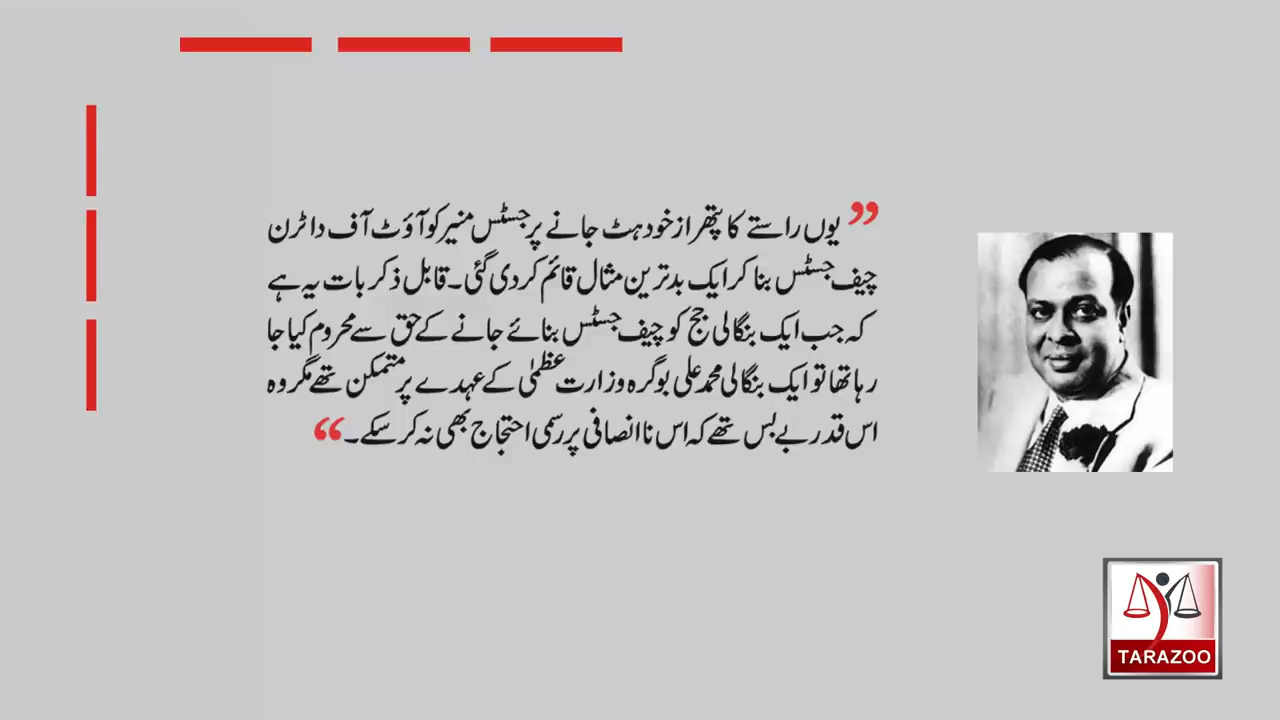 ”یوں راستے کا پتھر از خود ہٹ جانے پر جسٹس منیر کو آؤٹ آف دا ٹرن
چیف جسٹس بنا کر ایک بدترین مثال قائم کر دی گئی۔ قابل ذکر بات یہ ہے
کہ جب ایک بنگالی جج کو چیف جسٹس بنائے جانے کے حق سے محروم کیا جا
رہا تھا تو ایک بنگالی محمد علی بوگرہ وزارت عظمیٰ کے عہدے پر متمکن تھے مگر وہ
اس قدر بے بس تھے کہ اس ناانصافی پر رسمی احتجاج بھی نہ کر سکے۔“
TARAZOO